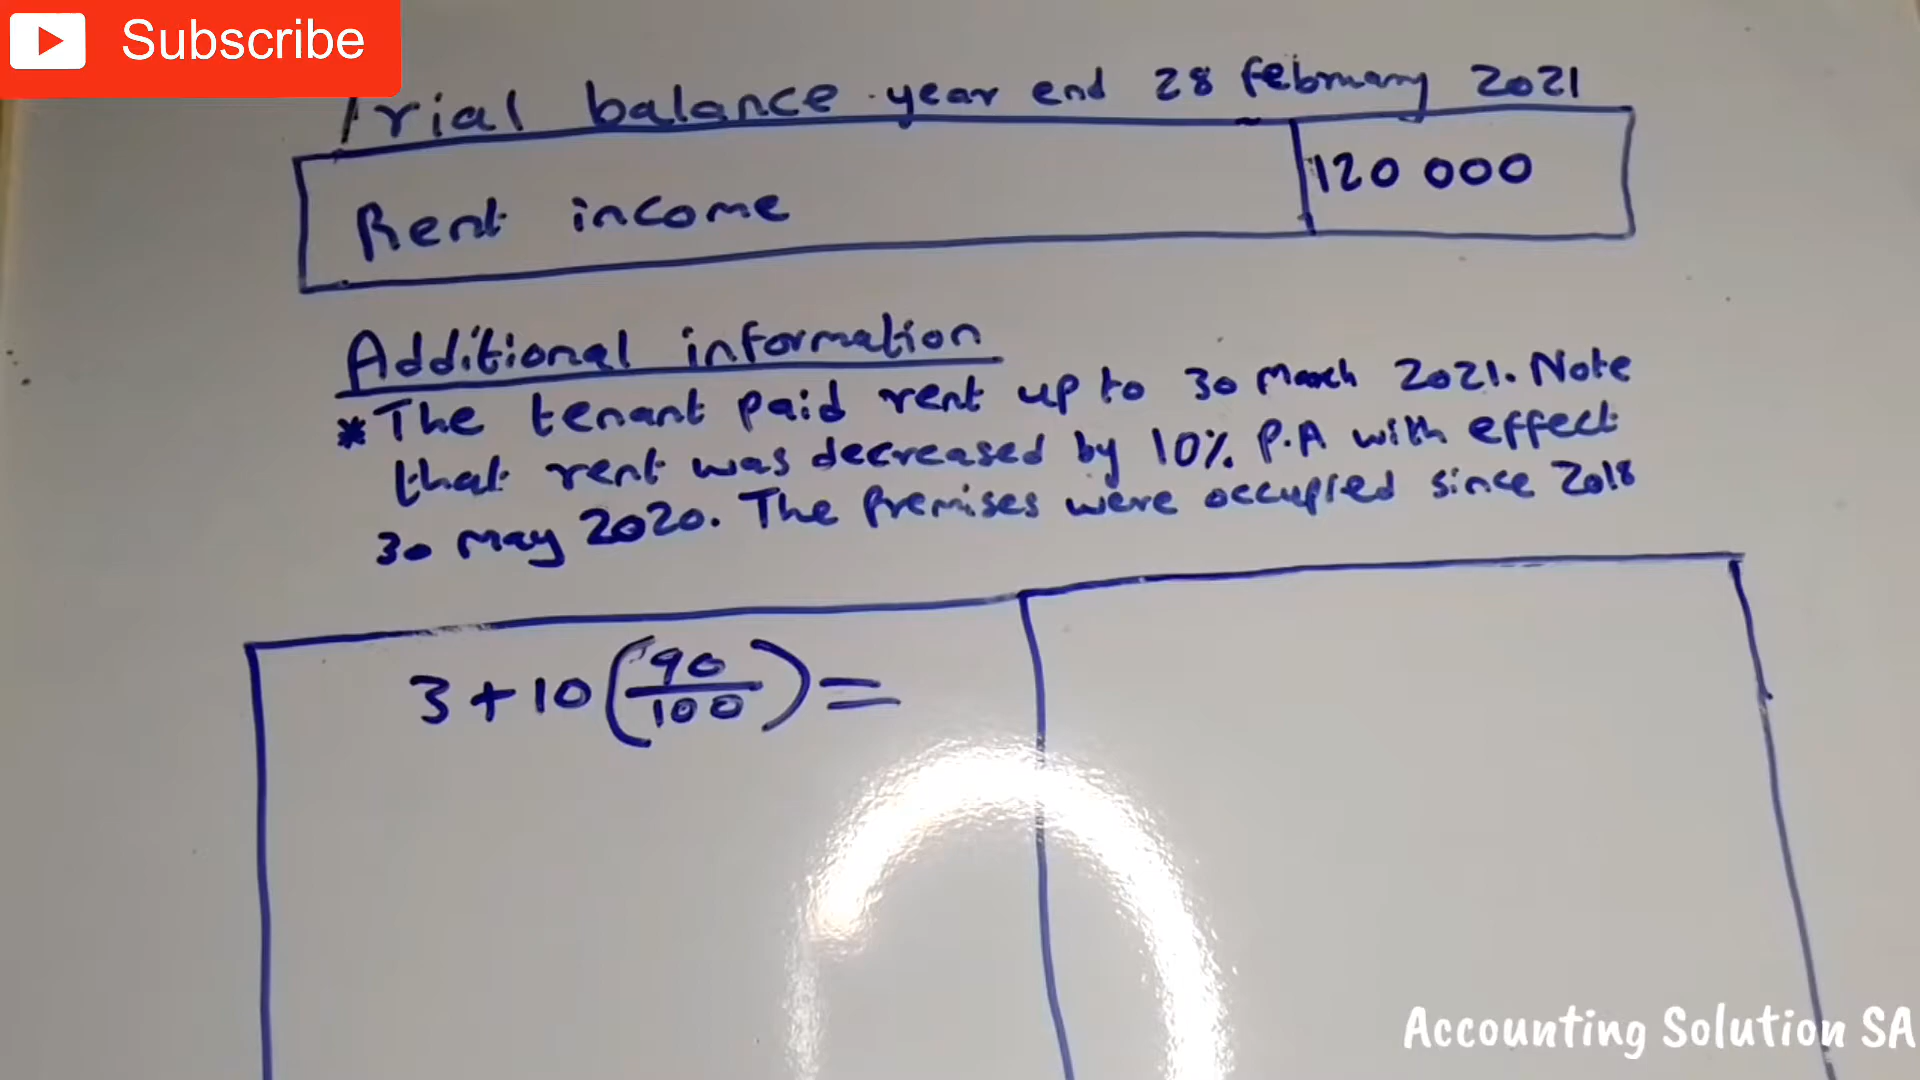 Subscribe
Trial balance year end 28 february 2021
Rent income 120 000
Additional information
* The tenant paid rent up to 30 March 2021. Note
that rent was decreased by 10% P.A with effect
30 may 2020. The Premises were occupied since 2018
3+10(90/100)=
Accounting Solution SA